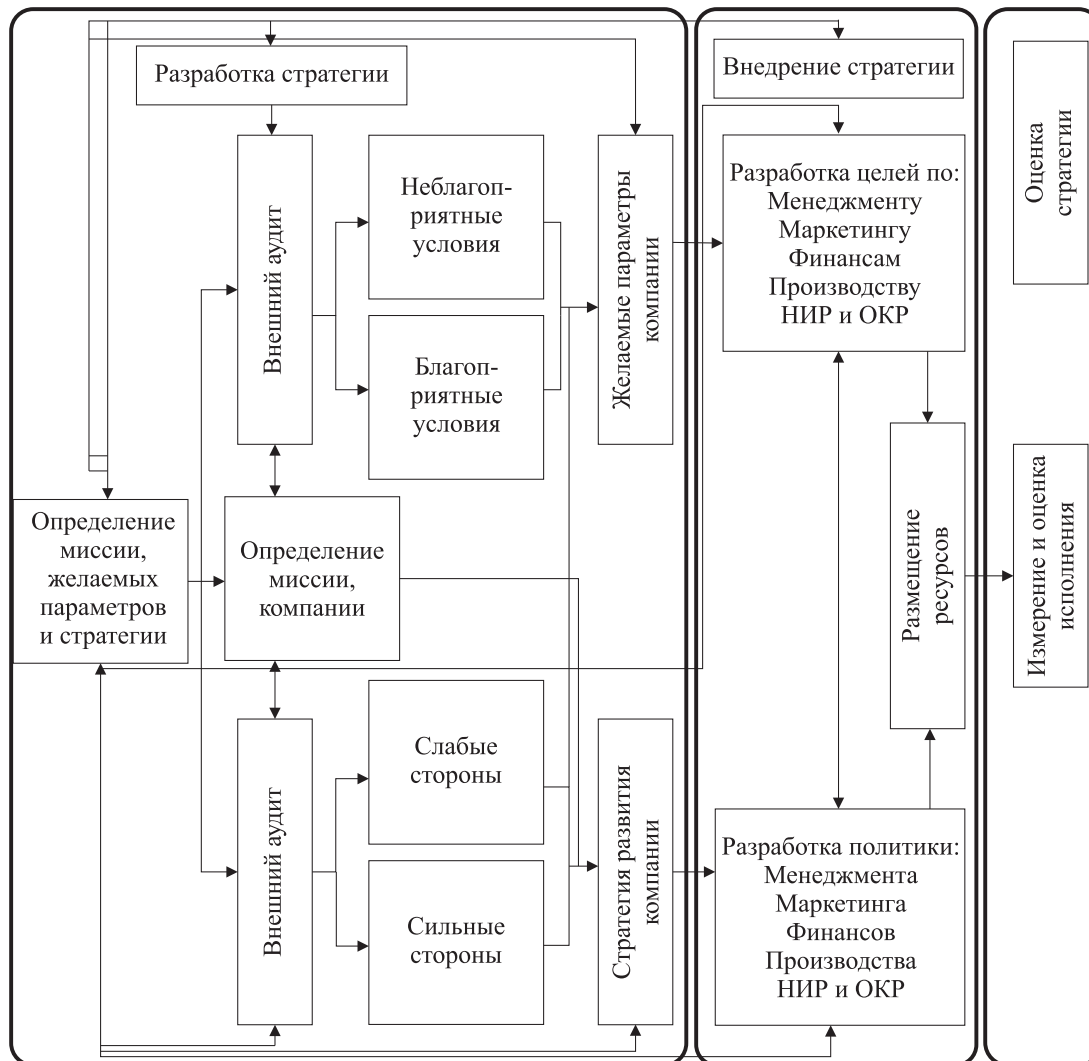 Разработка стратегии
Внедрение стратегии
Оценка
стратегии
Внешний аудит
Неблагоп-
риятные
условия
Благоп-
риятные
условия
Желаемые параметры
компании
Разработка целей по:
Менеджменту
Маркетингу
Финансам
Производству
НИР и ОКР
Определение
миссии,
желаемых
параметров
и стратегии
Определение
миссии,
компании
Размещение
ресурсов
Измерение и оценка
исполнения
Внешний аудит
Слабые
стороны
Сильные
стороны
Стратегия развития
компании
Разработка политики:
Менеджмента
Маркетинга
Финансов
Производства
НИР и ОКР